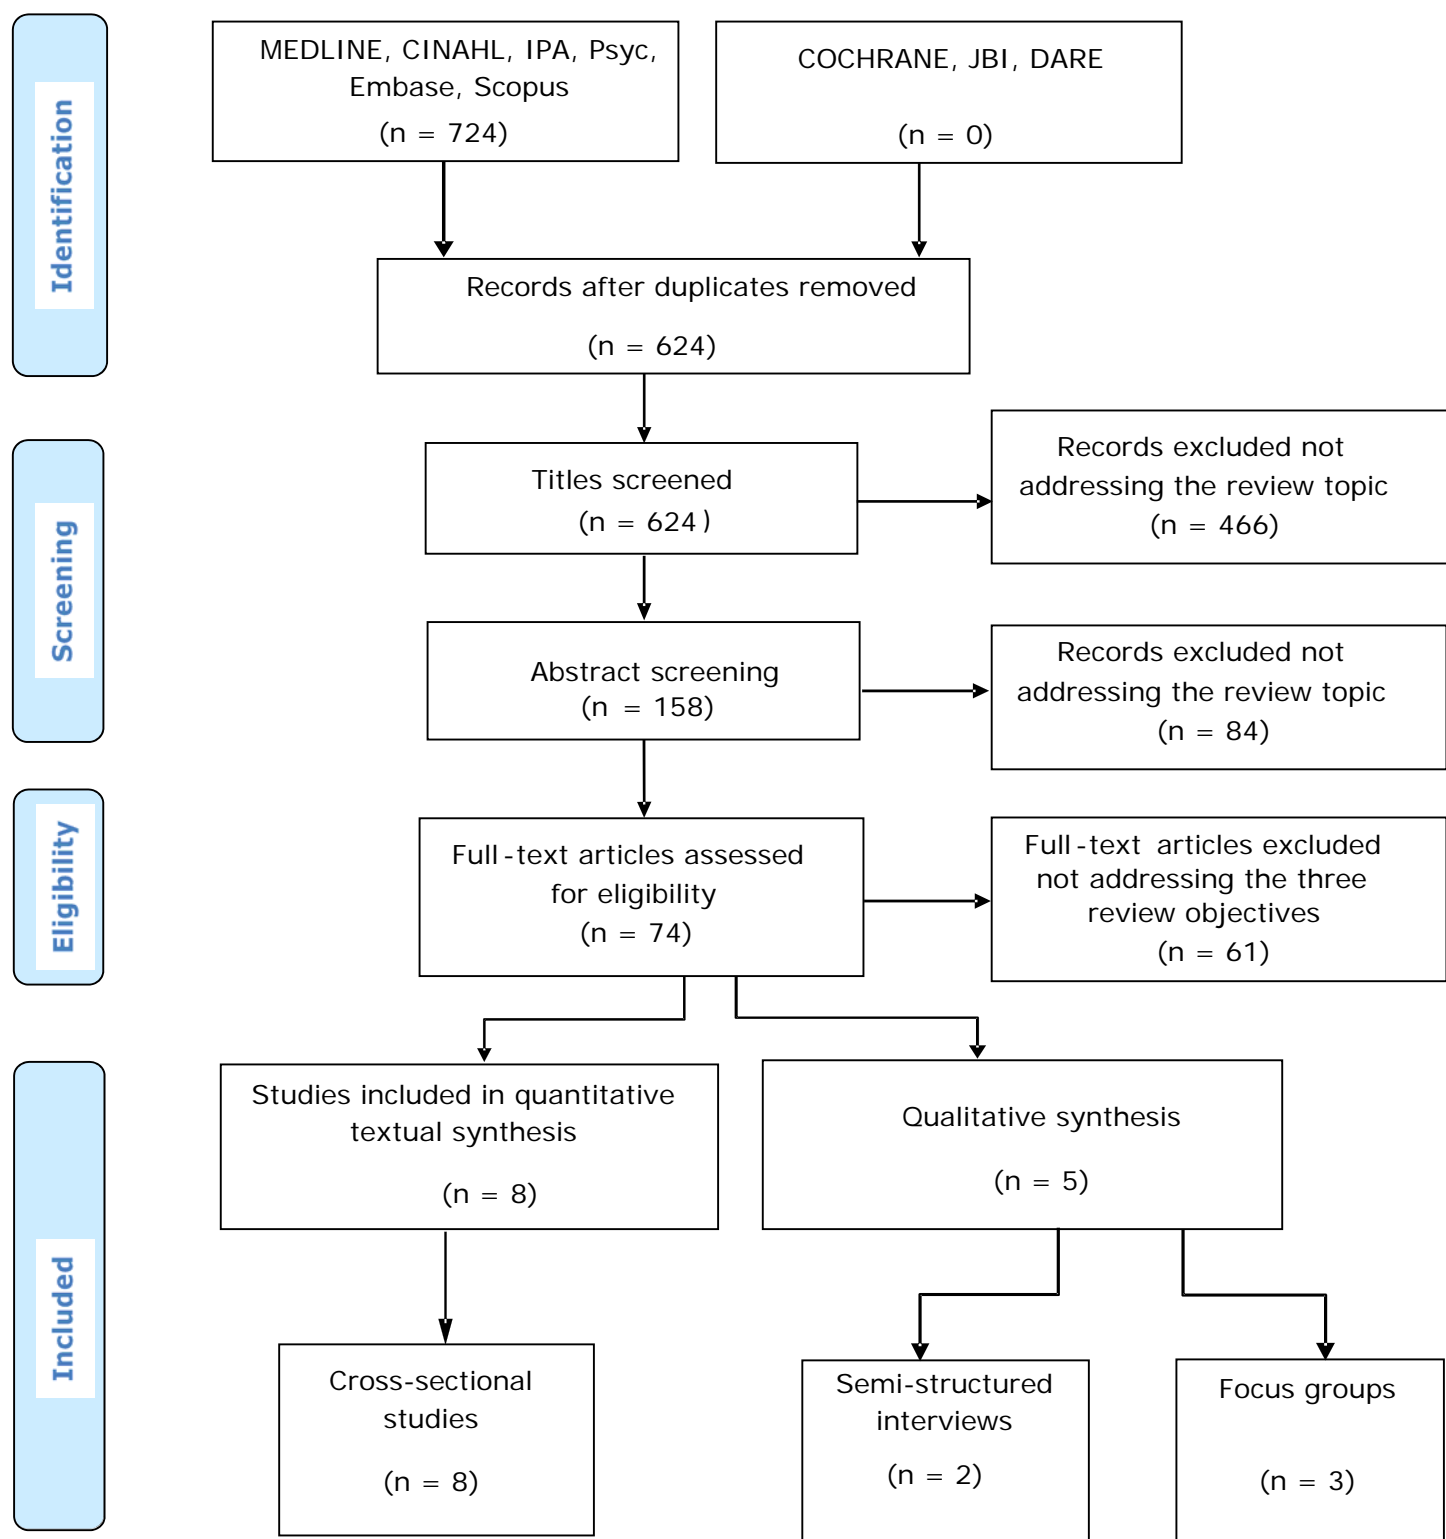 Identification
MEDLINE, CINAHL, IPA, Psyc,
Embase, Scopus
(n = 724)
COCHRANE, JBI, DARE
(n = 0)
Records after duplicates removed
(n = 624)
Screening
Titles screened
(n = 624)
Records excluded not
addressing the review topic
(n = 466)
Abstract screening
(n = 158)
Records excluded not
addressing the review topic
(n = 84)
Eligibility
Full-text articles assessed
for eligibility
(n = 74)
Full-text articles excluded
not addressing the three
review objectives
(n = 61)
Included
Studies included in quantitative
textual synthesis
(n = 8)
Qualitative synthesis
(n = 5)
Cross-sectional
studies
(n = 8)
Semi-structured
interviews
(n = 2)
Focus groups
(n = 3)